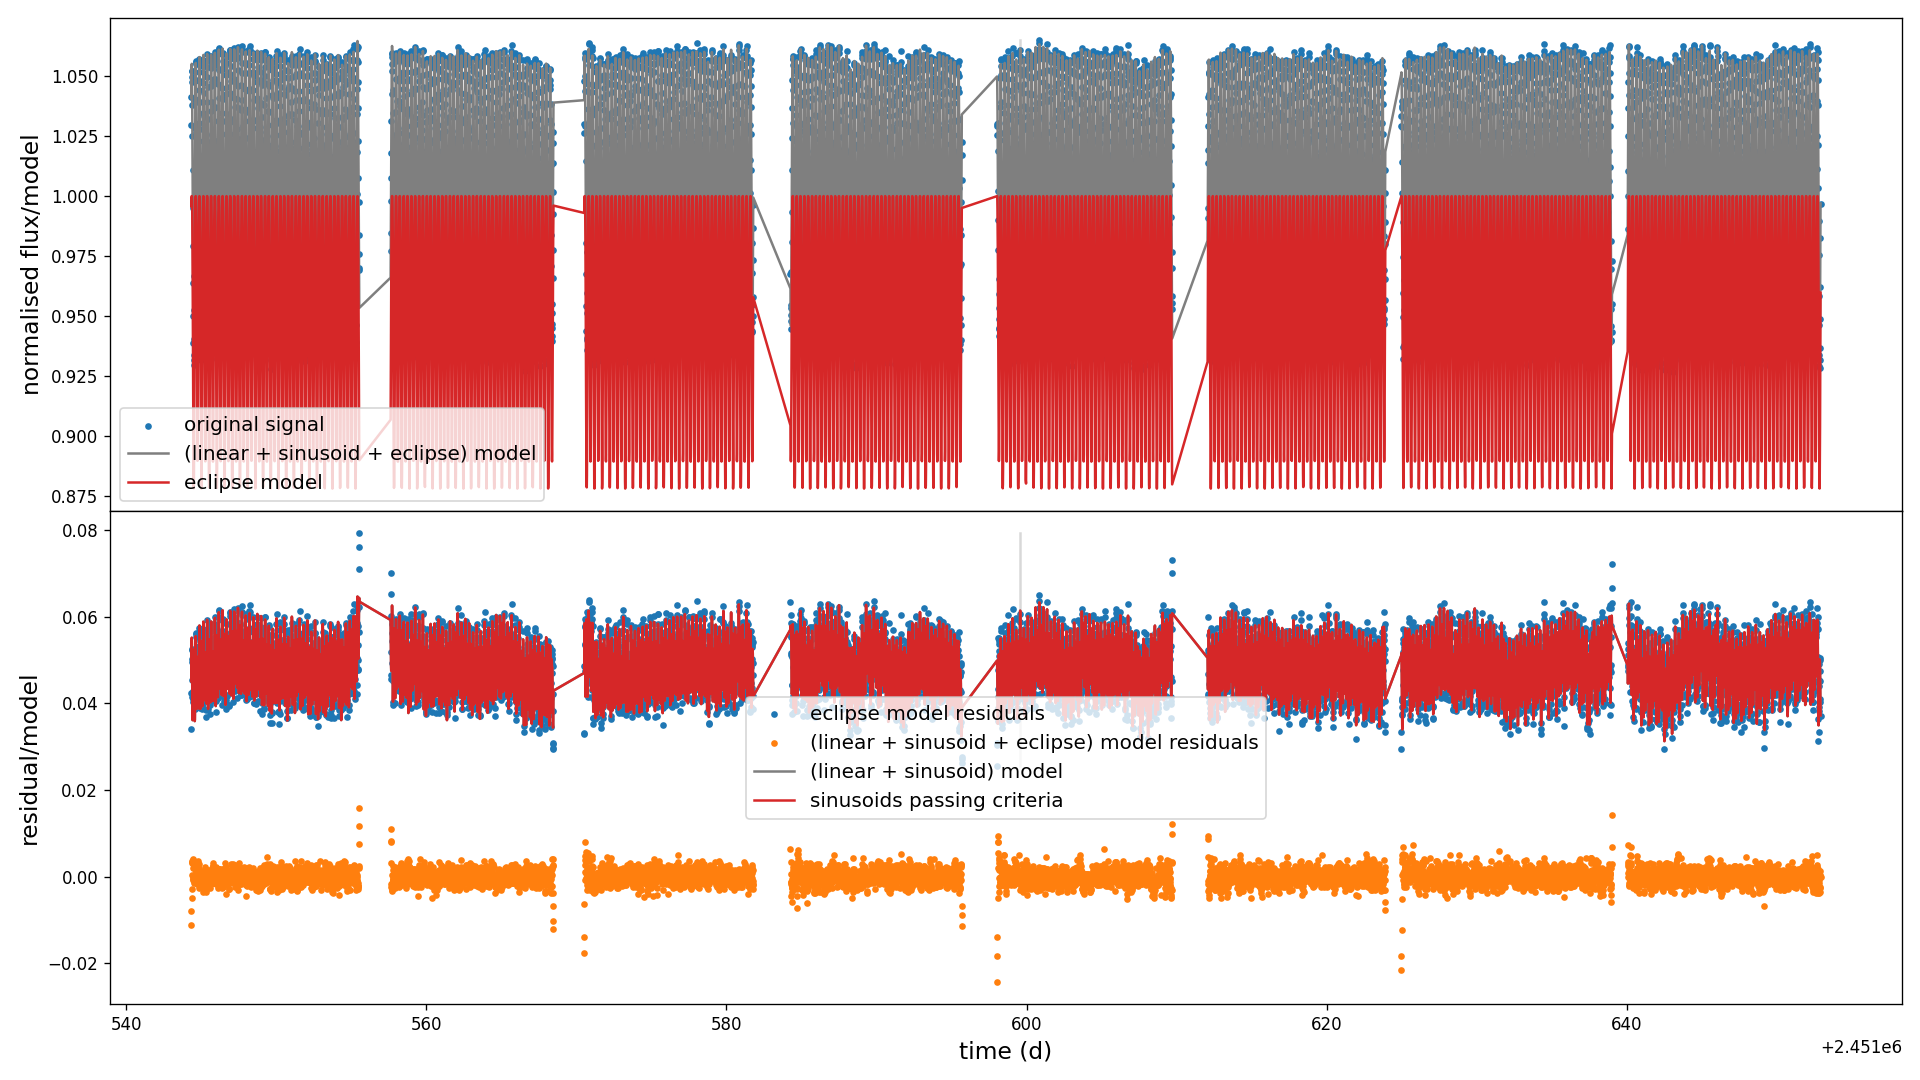 normalised flux/model
1.050
1.025
1.000
0.975
0.950
0.925
0.900
0.875
original signal
(linear + sinusoid + eclipse) model
eclipse model
residual/model
0.08
0.06
0.04
0.02
0.00
−0.02
eclipse model residuals
(linear + sinusoid + eclipse) model residuals
(linear + sinusoid) model
sinusoids passing criteria
540
560
580
600
620
640
time (d)
+2.451e6